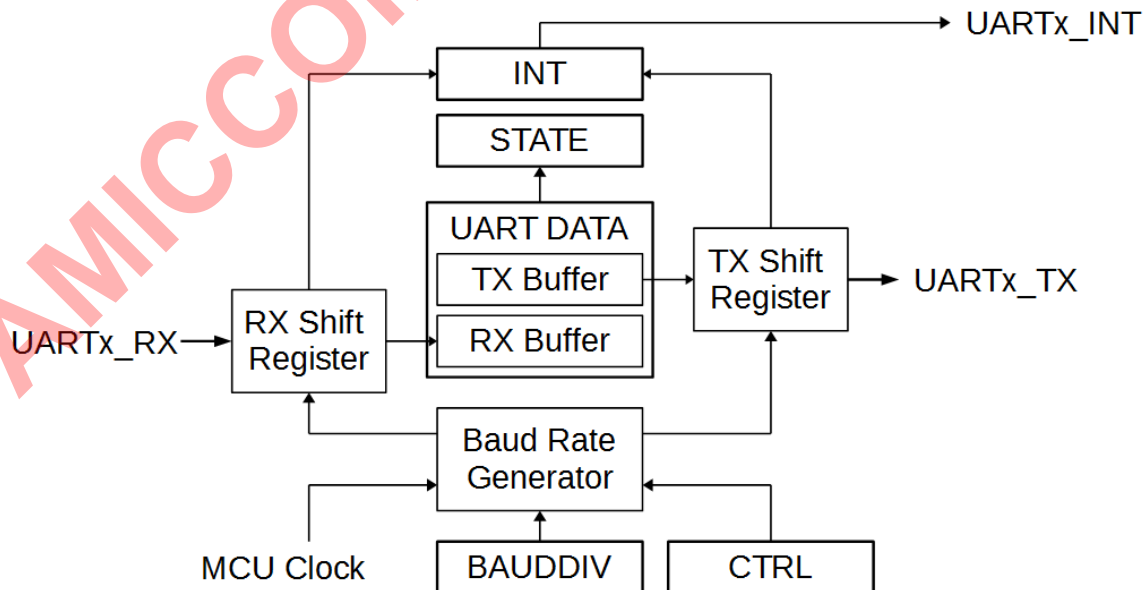 UARTx_INT
INT
STATE
UART DATA
TX Buffer
RX Buffer
TX Shift
Register
UARTx_TX
RX Shift
Register
UARTx_RX
Baud Rate
Generator
MCU Clock
BAUDDIV
CTRL
AMICCO